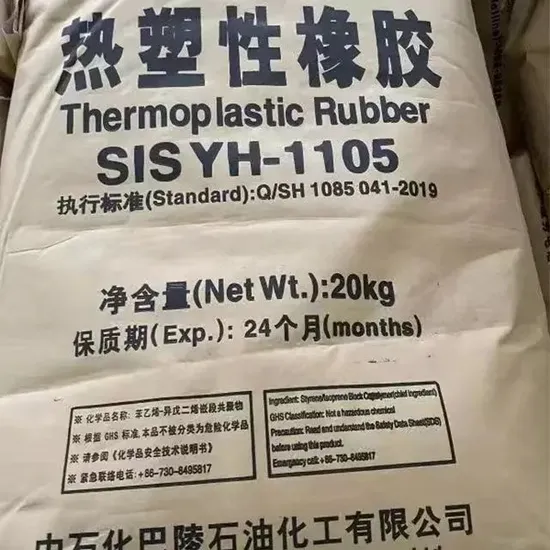 热塑性橡胶
Thermoplastic Rubber
SIS YH-1105
执行标准(Standard):Q/SH 1085 041-2019
净含量(Net Wt.):20kg
保质期(Exp.): 24个月(months)
※ 化学品名称: 苯乙烯-异戊二烯嵌段共聚物
※ 根据 GHS 标准,本品不被分类为危险化学品
※ 请参阅《化学品安全技术说明书》
※ 紧急联络电话:+86-730-8495817
Ingredient: Styrene/Isoprene Block Copolymer(chief ingredient)
GHS Classification: Not a hazardous chemical
Precaution: Read end understand the Safety Data Sheet(SDS)
before using this product.
Emergency call: +86-730-8495817
中石化巴陵石油化工有限公司